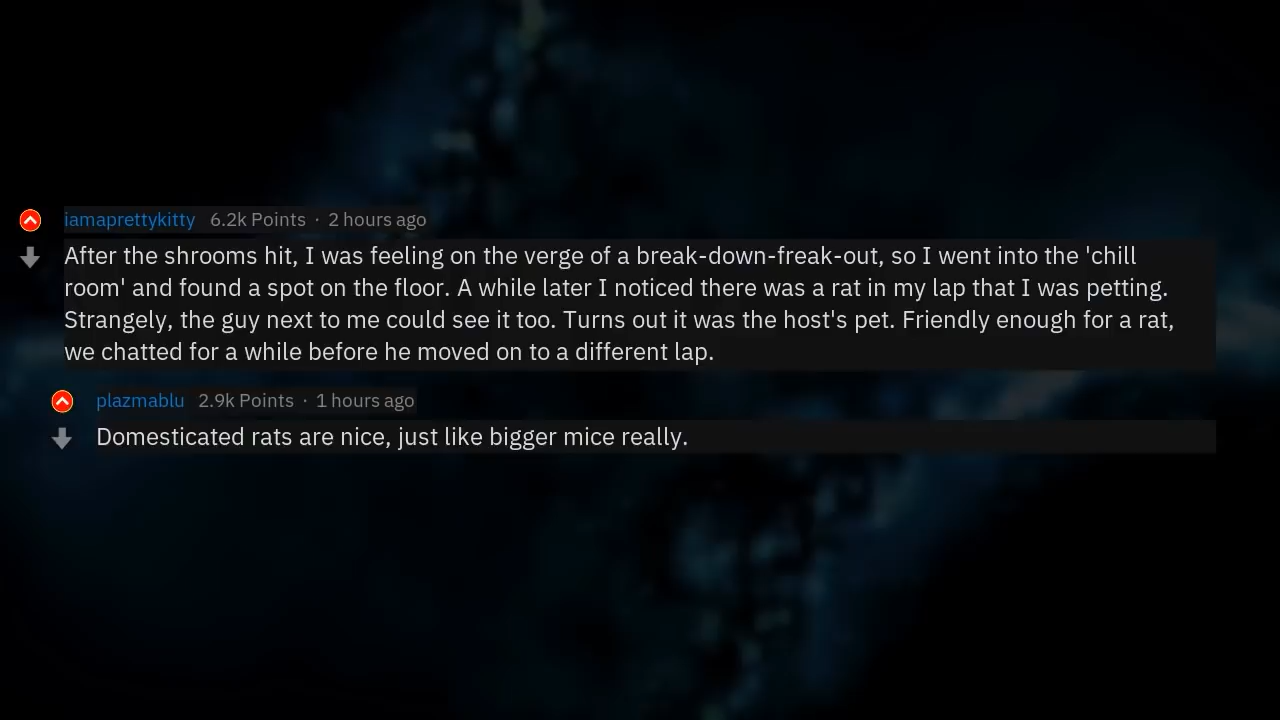 iamaprettykitty 6.2k Points · 2 hours ago
After the shrooms hit, I was feeling on the verge of a break-down-freak-out, so I went into the 'chill
room' and found a spot on the floor. A while later I noticed there was a rat in my lap that I was petting.
Strangely, the guy next to me could see it too. Turns out it was the host's pet. Friendly enough for a rat,
we chatted for a while before he moved on to a different lap.
plazmablu 2.9k Points · 1 hours ago
Domesticated rats are nice, just like bigger mice really.